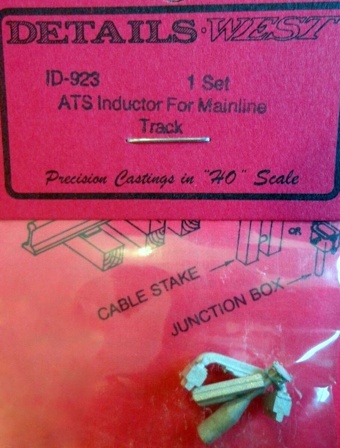 DETAILS·WEST
ID-923 1 Set
ATS Inductor For Mainline
Track
Precision Castings in "HO" Scale
OR
CABLE STAKE
JUNCTION BOX